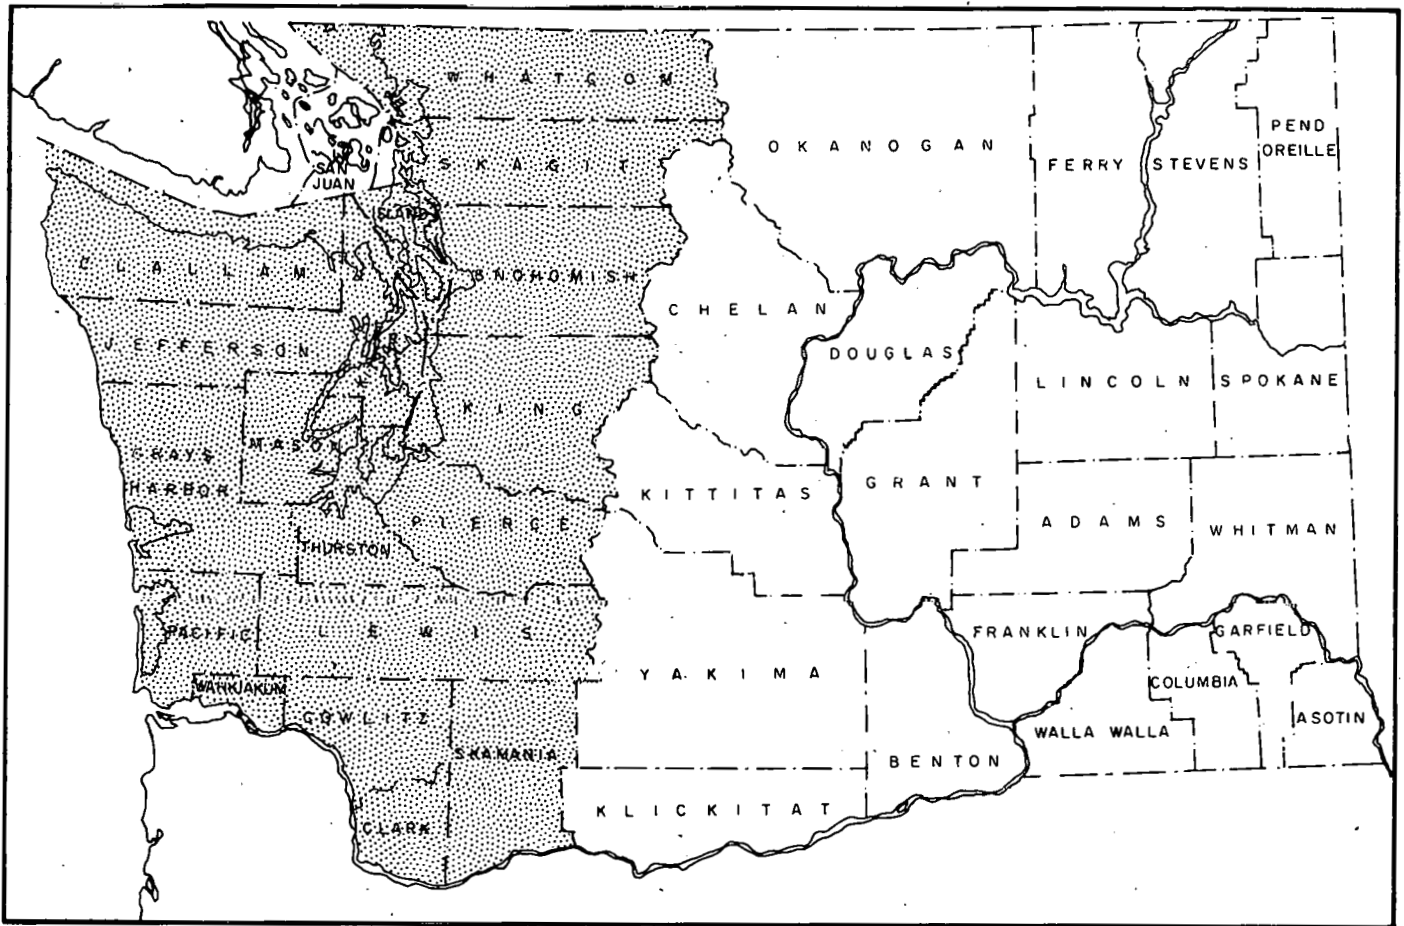 WHATCOM
SKAGIT
SAN
JUAN
ISLAND
CLALLAM
SNOHOMISH
JEFFERSON
KING
MASON
GRAYS
HARBOR
PIERCE
THURSTON
PACIFIC
LEWIS
WAHKIAKUM
COWLITZ
SKAMANIA
CLARK
OKANOGAN
FERRY
STEVENS
PEND
OREILLE
CHELAN
DOUGLAS
LINCOLN
SPOKANE
KITTITAS
GRANT
ADAMS
WHITMAN
YAKIMA
FRANKLIN
GARFIELD
COLUMBIA
ASOTIN
WALLA WALLA
BENTON
KLICKITAT